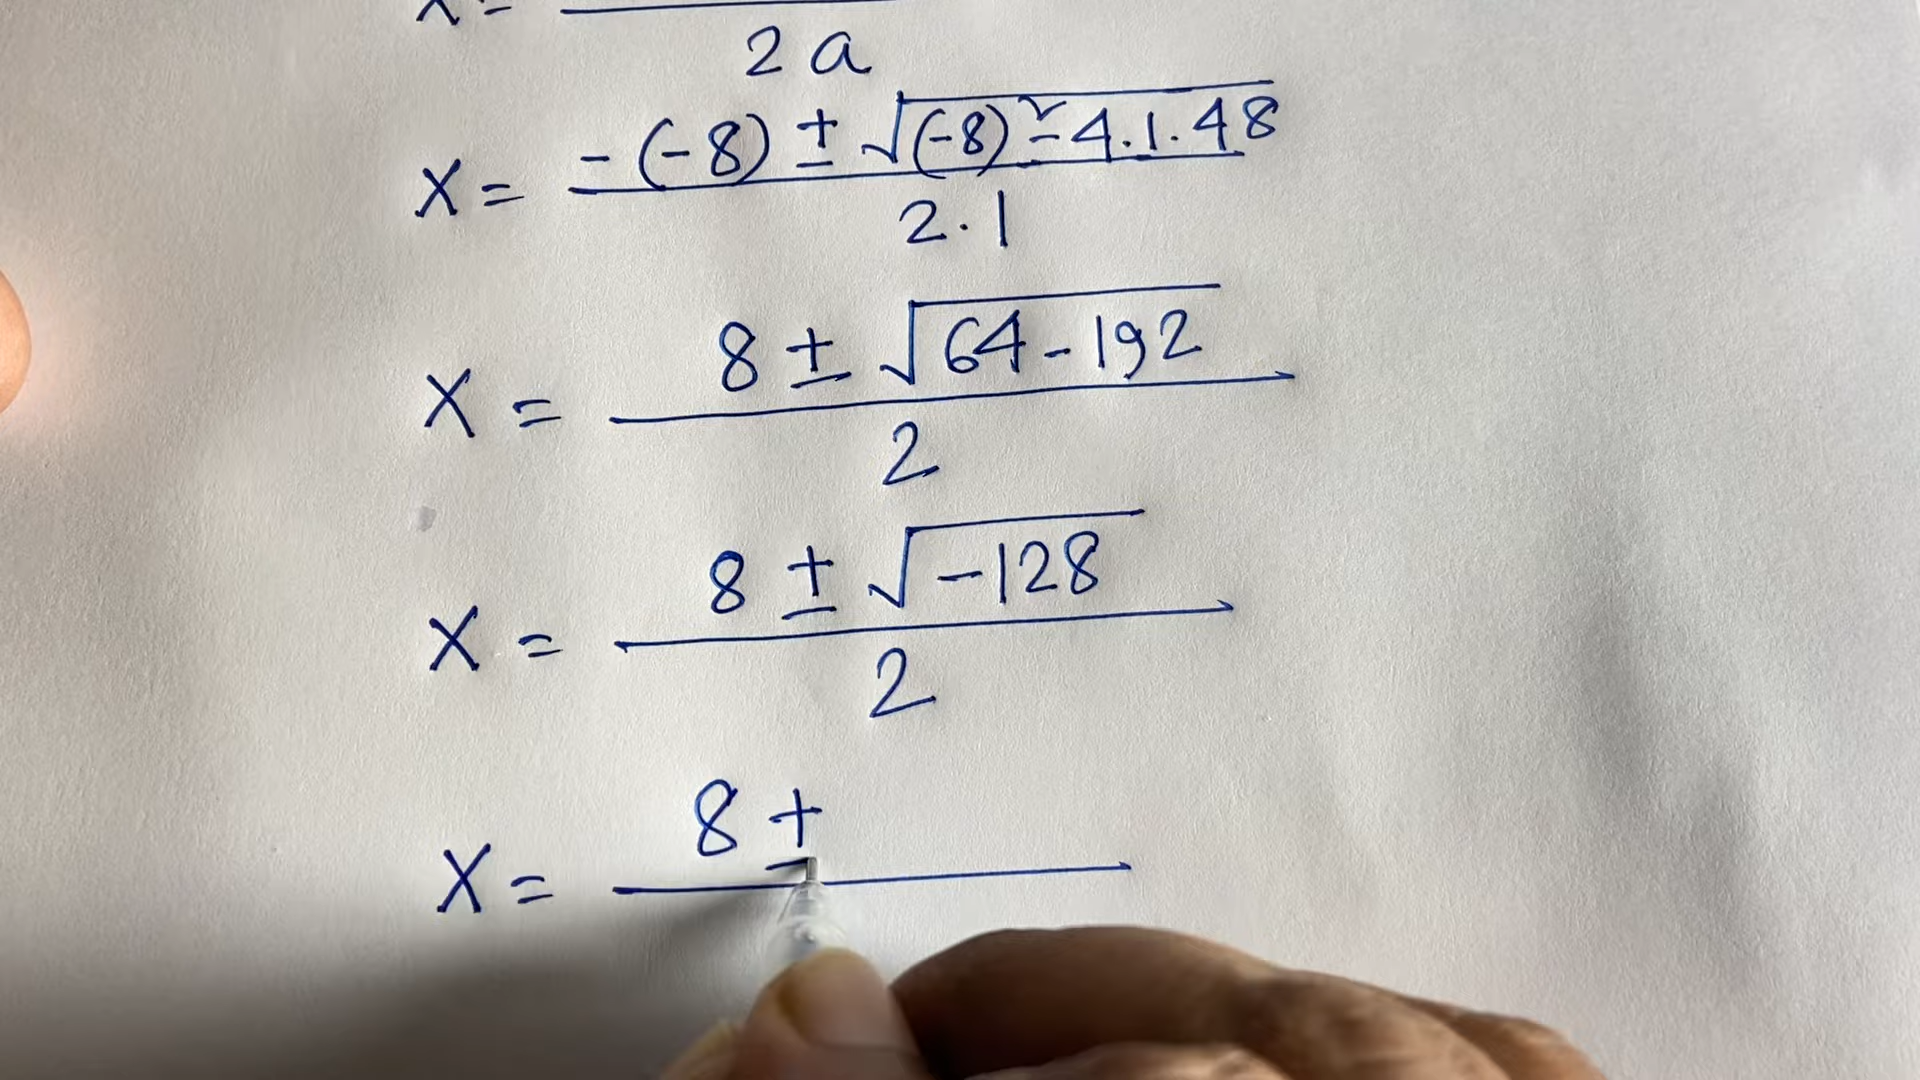 x =
2a
x = -(-8) ± √(-8)² - 4.1.48
2.1
x = 8 ± √64 - 192
2
x = 8 ± √-128
2
x = 8 ±